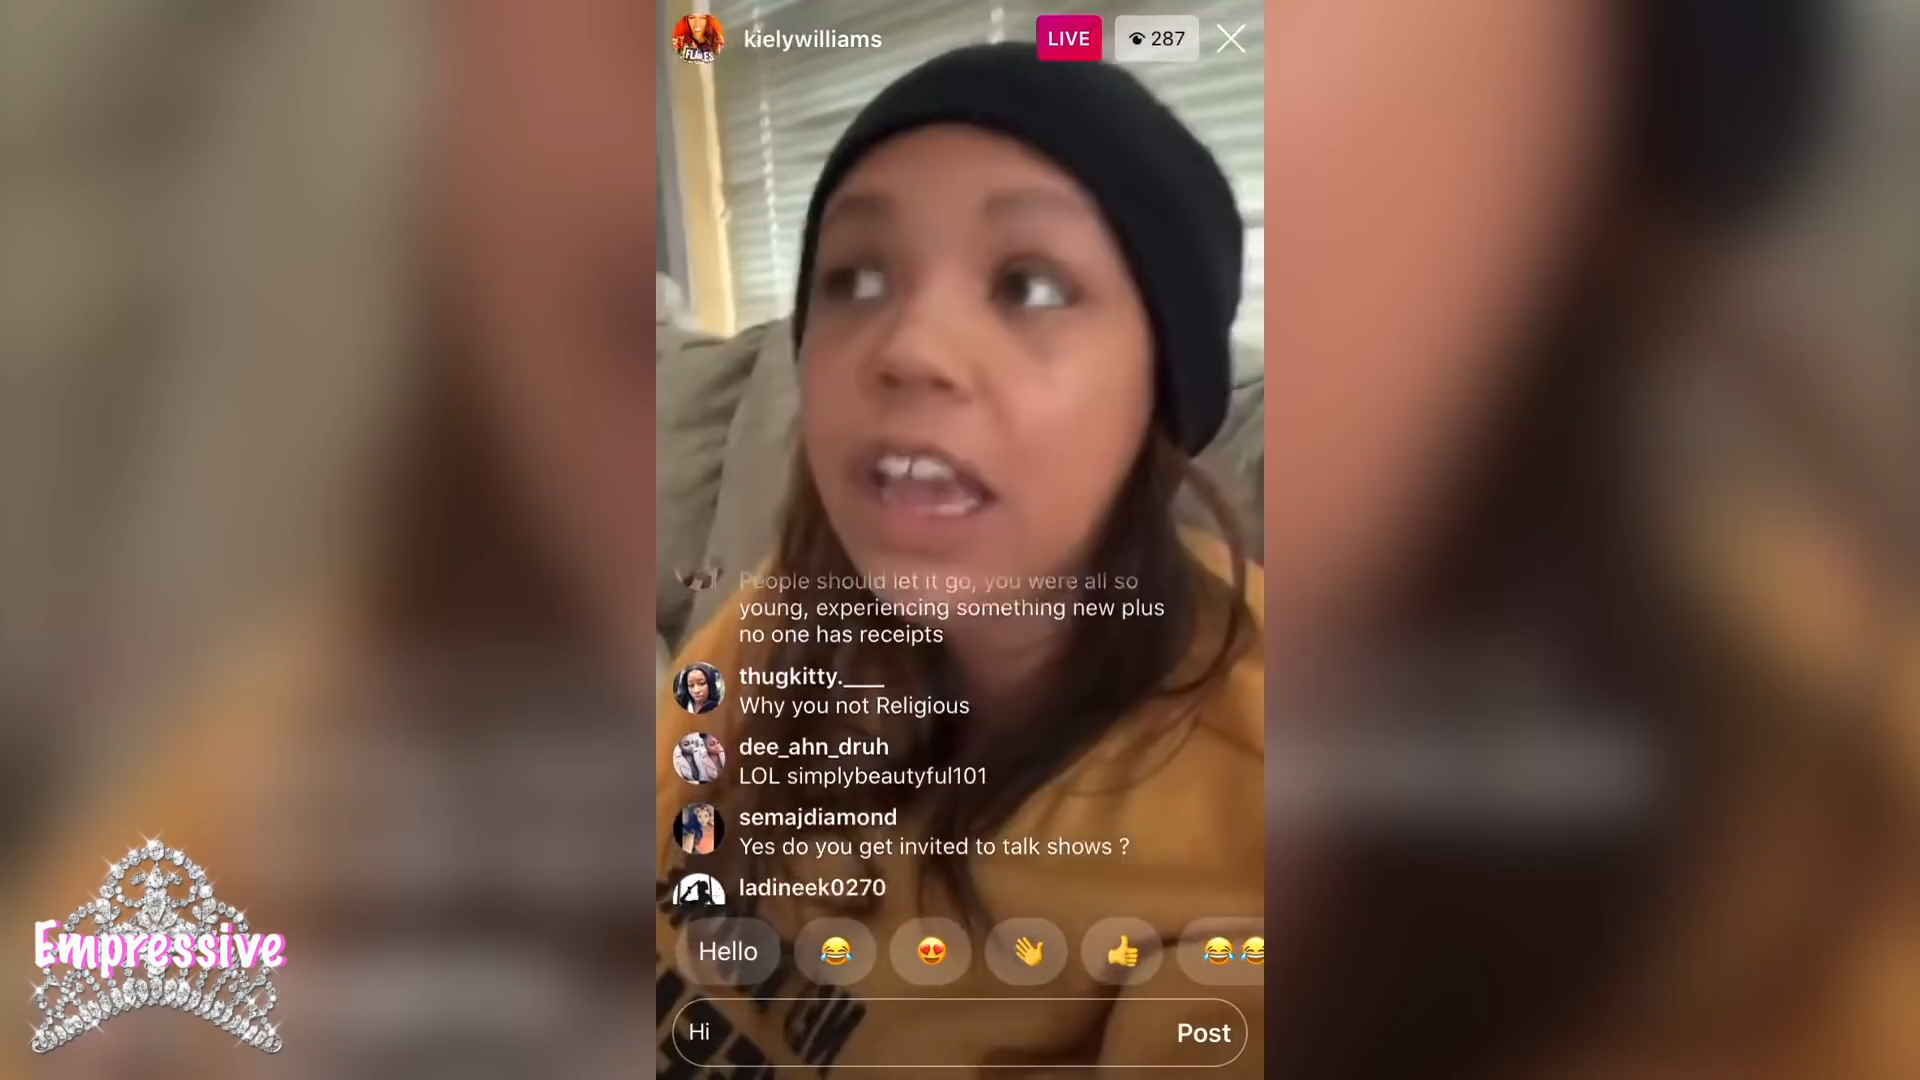 kielywilliams
LIVE
287
FLAKES
People should let it go, you were all so
young, experiencing something new plus
no one has receipts
thugkitty.____
Why you not Religious
dee_ahn_druh
LOL simplybeautyful101
semajdiamond
Yes do you get invited to talk shows ?
ladineek0270
Hello
Hi
Post
Empressive